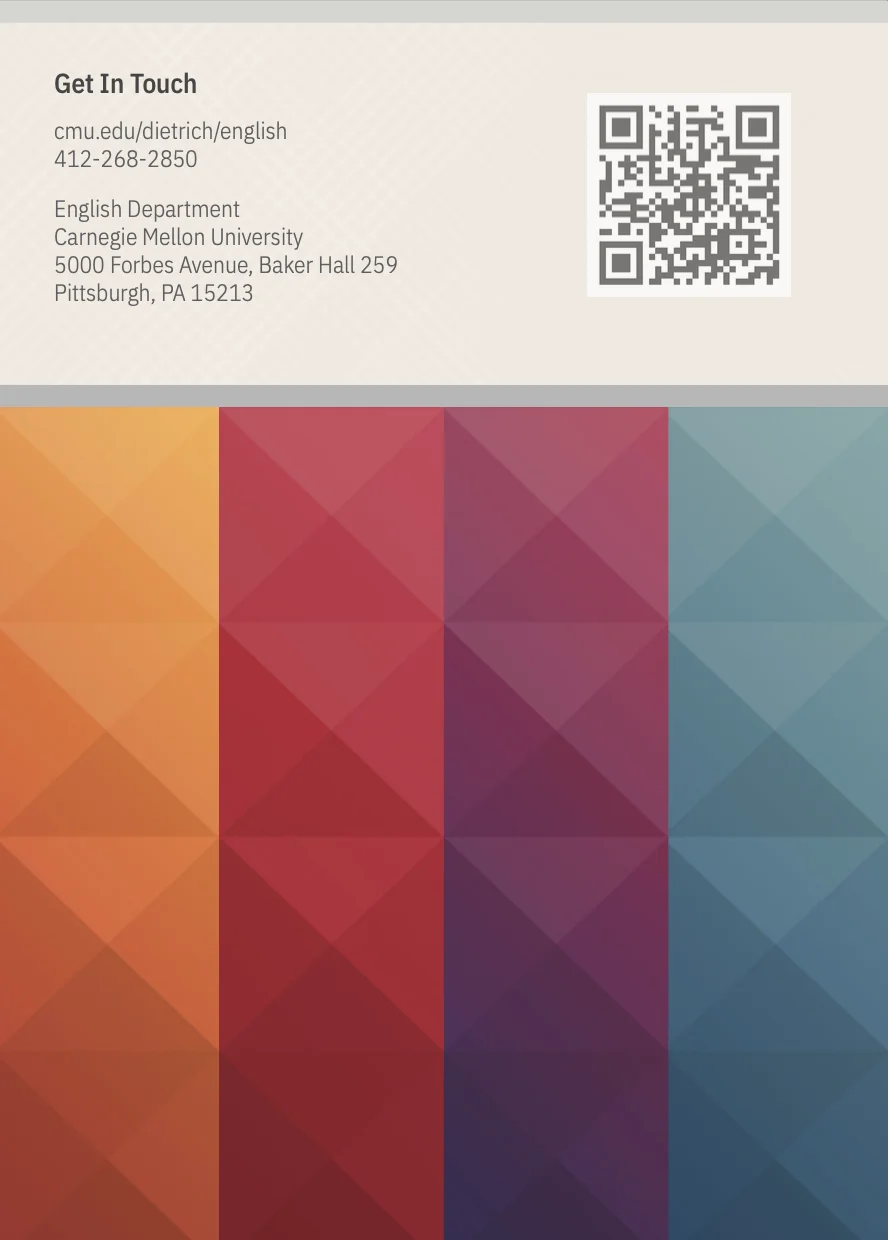 Get In Touch
cmu.edu/dietrich/english
412-268-2850
English Department
Carnegie Mellon University
5000 Forbes Avenue, Baker Hall 259
Pittsburgh, PA 15213